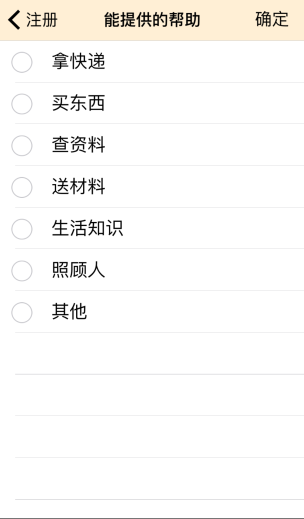 注册 能提供的帮助 确定
拿快递
买东西
查资料
送材料
生活知识
照顾人
其他